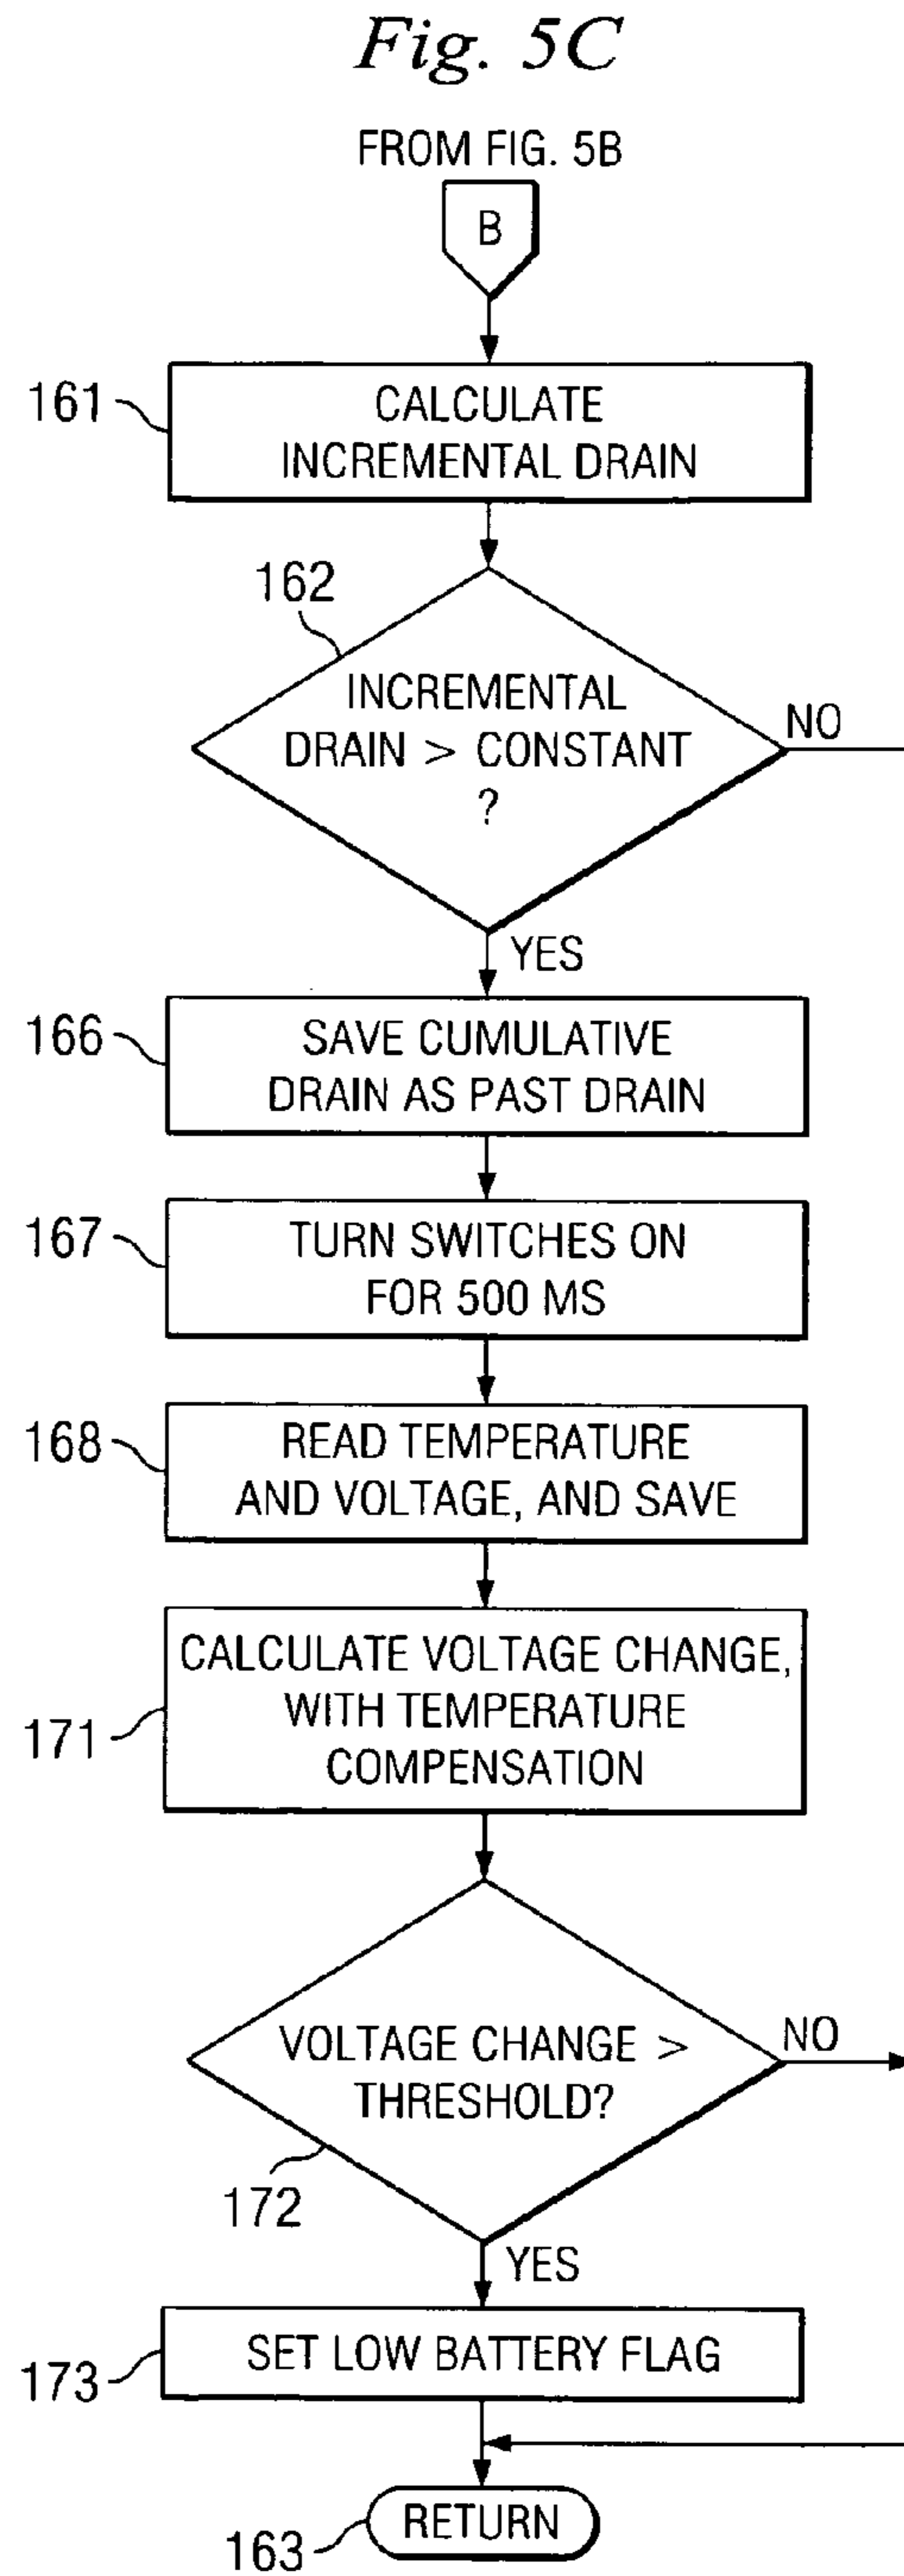 Fig. 5C
FROM FIG. 5B
B
161
CALCULATE
INCREMENTAL DRAIN
162
INCREMENTAL
DRAIN > CONSTANT
?
NO
YES
166
SAVE CUMULATIVE
DRAIN AS PAST DRAIN
167
TURN SWITCHES ON
FOR 500 MS
168
READ TEMPERATURE
AND VOLTAGE, AND SAVE
171
CALCULATE VOLTAGE CHANGE,
WITH TEMPERATURE
COMPENSATION
VOLTAGE CHANGE >
THRESHOLD?
NO
172
YES
173
SET LOW BATTERY FLAG
163
RETURN